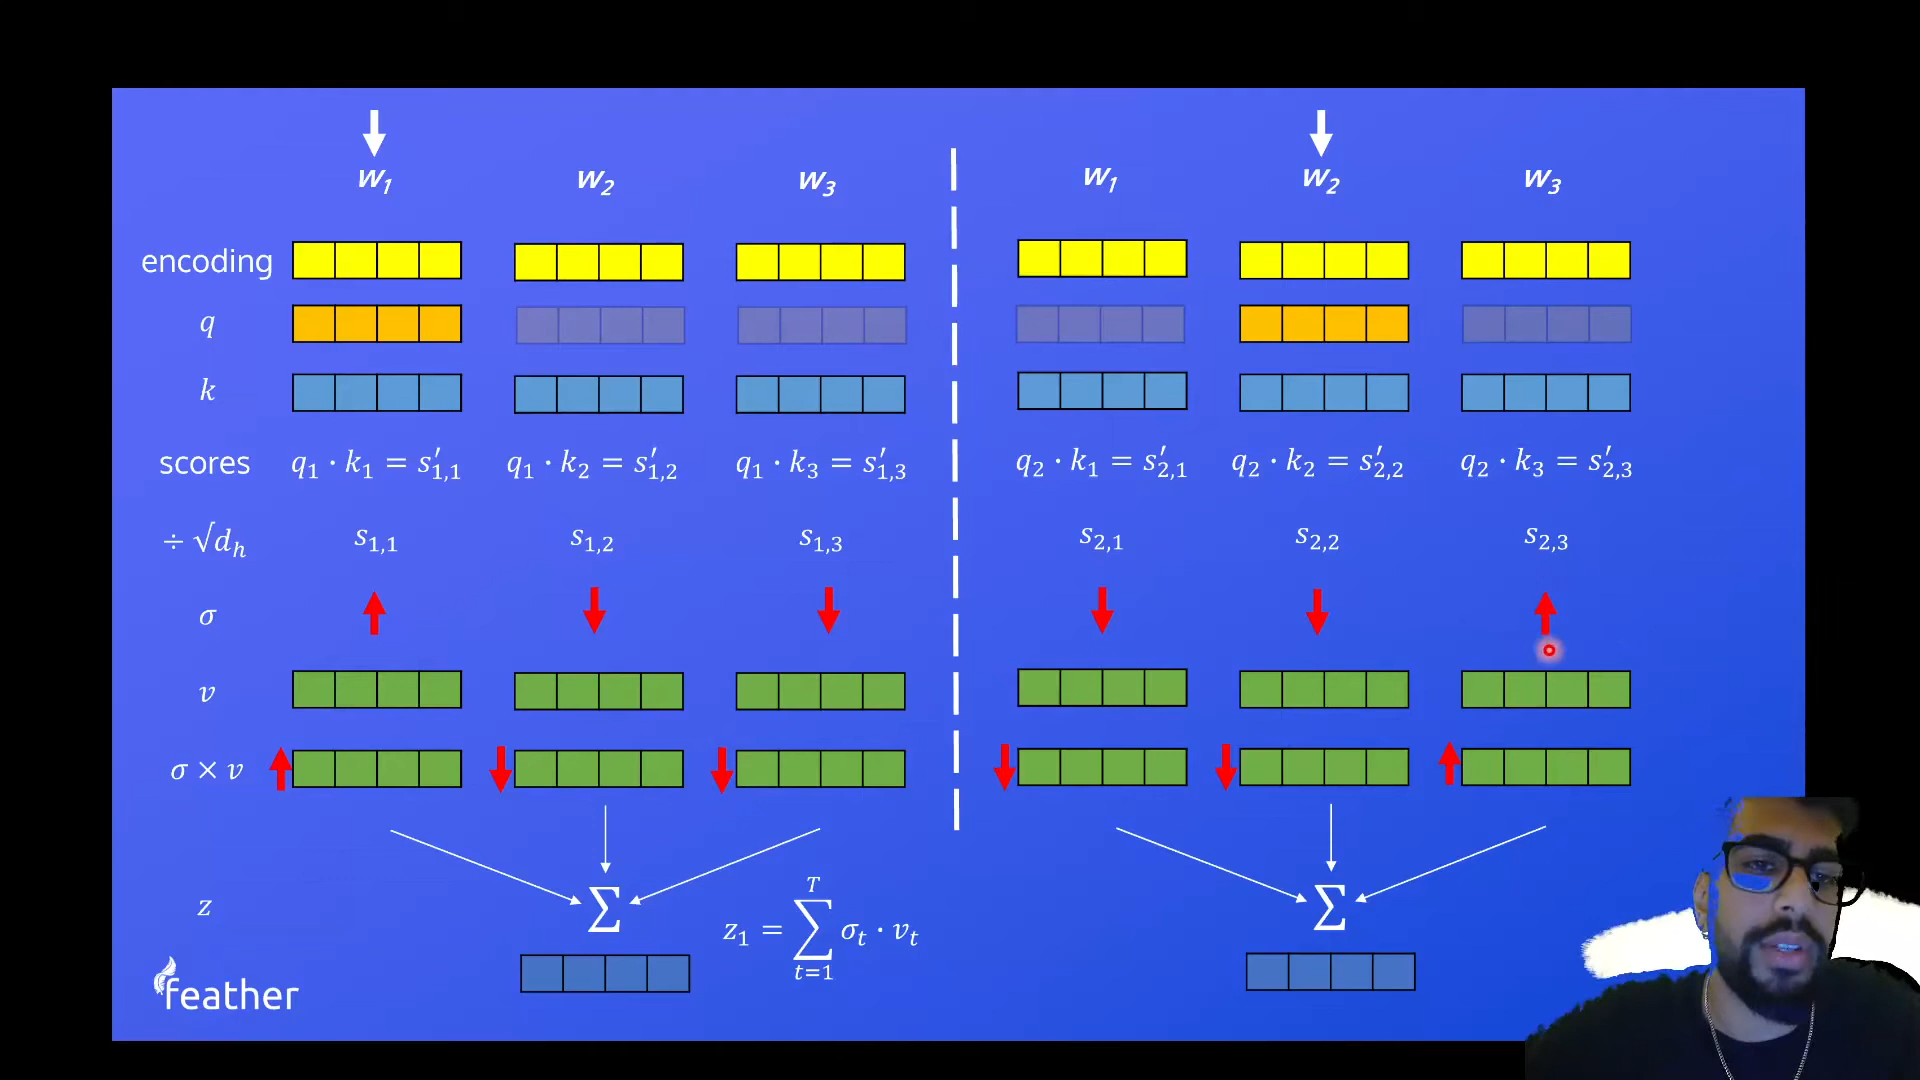 w₁ w₂ w₃ w₁ w₂ w₃
encoding
q
k
scores q₁ · k₁ = s′₁,₁ q₁ · k₂ = s′₁,₂ q₁ · k₃ = s′₁,₃ q₂ · k₁ = s′₂,₁ q₂ · k₂ = s′₂,₂ q₂ · k₃ = s′₂,₃
÷ √dₕ s₁,₁ s₁,₂ s₁,₃ s₂,₁ s₂,₂ s₂,₃
σ
v
σ × v
z Σ z₁ = ∑ₜ₌₁ᵀ σₜ · vₜ Σ
feather